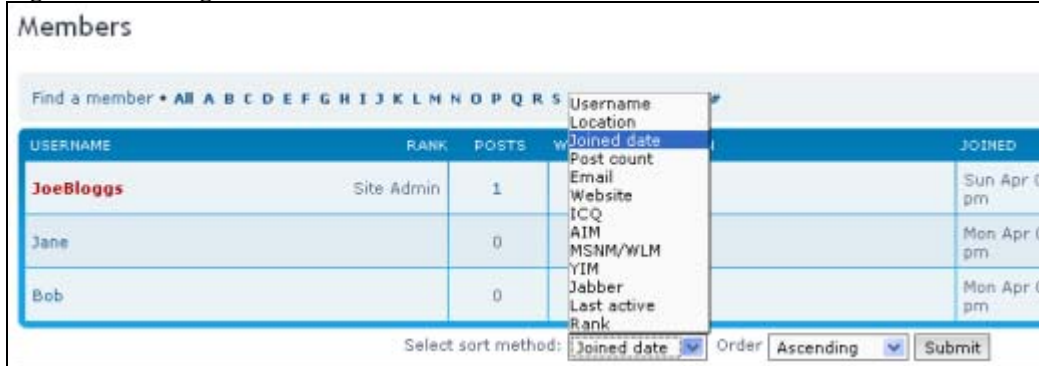 Members
Find a member • All A B C D E F G H I J K L M N O P Q R S #
USERNAME RANK POSTS JOINED
JoeBloggs Site Admin 1 Sun Apr
pm
Jane 0 Mon Apr
pm
Bob 0 Mon Apr
pm
Username
Location
Joined date
Post count
Email
Website
ICQ
AIM
MSNM/WLM
YIM
Jabber
Last active
Rank
Select sort method: Joined date Order Ascending Submit